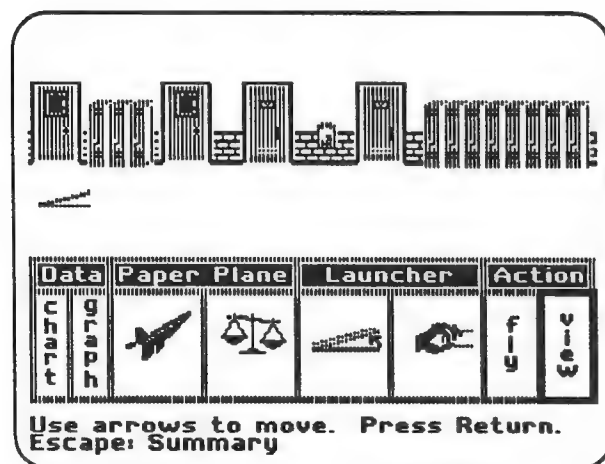 Data Paper Plane Launcher Action
chart graph fly view
Use arrows to move. Press Return.
Escape: Summary